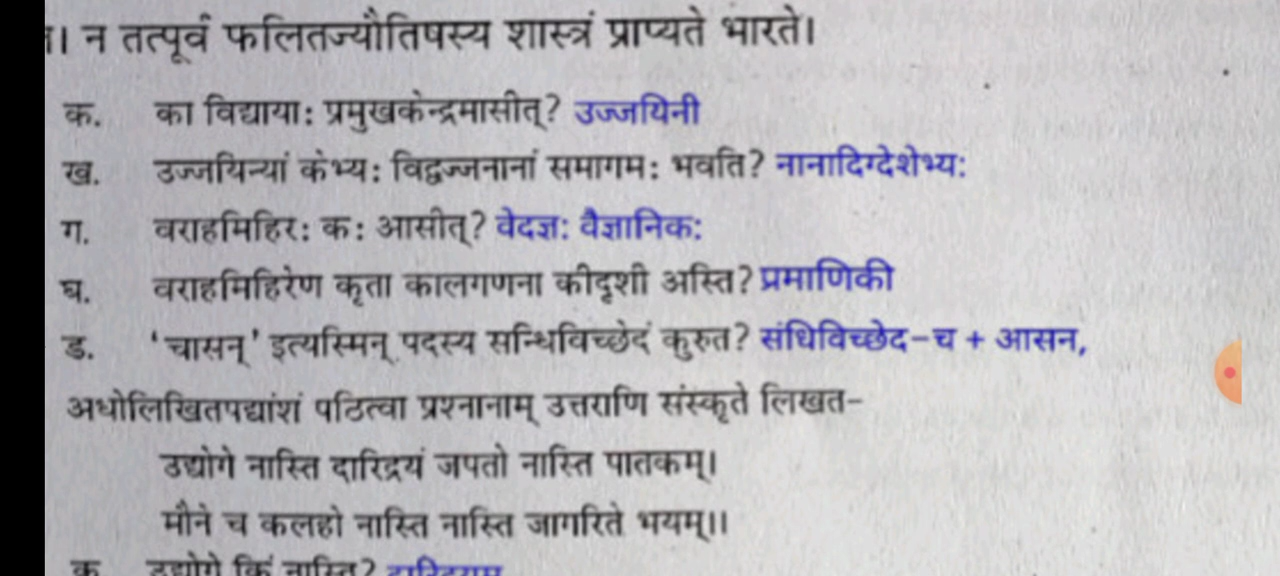 । न तत्पूर्वं फलितज्यौतिषस्य शास्त्रं प्राप्यते भारते।
क. का विद्यायाः प्रमुखकेन्द्रमासीत्? उज्जयिनी
ख. उज्जयिन्यां केभ्यः विद्वज्जनानां समागमः भवति? नानादिग्देशेभ्यः
ग. वराहमिहिरः कः आसीत्? वेदज्ञः वैज्ञानिकः
घ. वराहमिहिरेण कृता कालगणना कीदृशी अस्ति? प्रमाणिकी
ड. 'चासन्' इत्यस्मिन् पदस्य सन्धिविच्छेदं कुरुत? संधिविच्छेद-च + आसन,
अधोलिखितपद्यांशं पठित्वा प्रश्नानाम् उत्तराणि संस्कृते लिखत-
उद्योगे नास्ति दारिद्रयं जपतो नास्ति पातकम्।
मौने च कलहो नास्ति नास्ति जागरिते भयम्।।
क उद्योगे किं नास्ति?